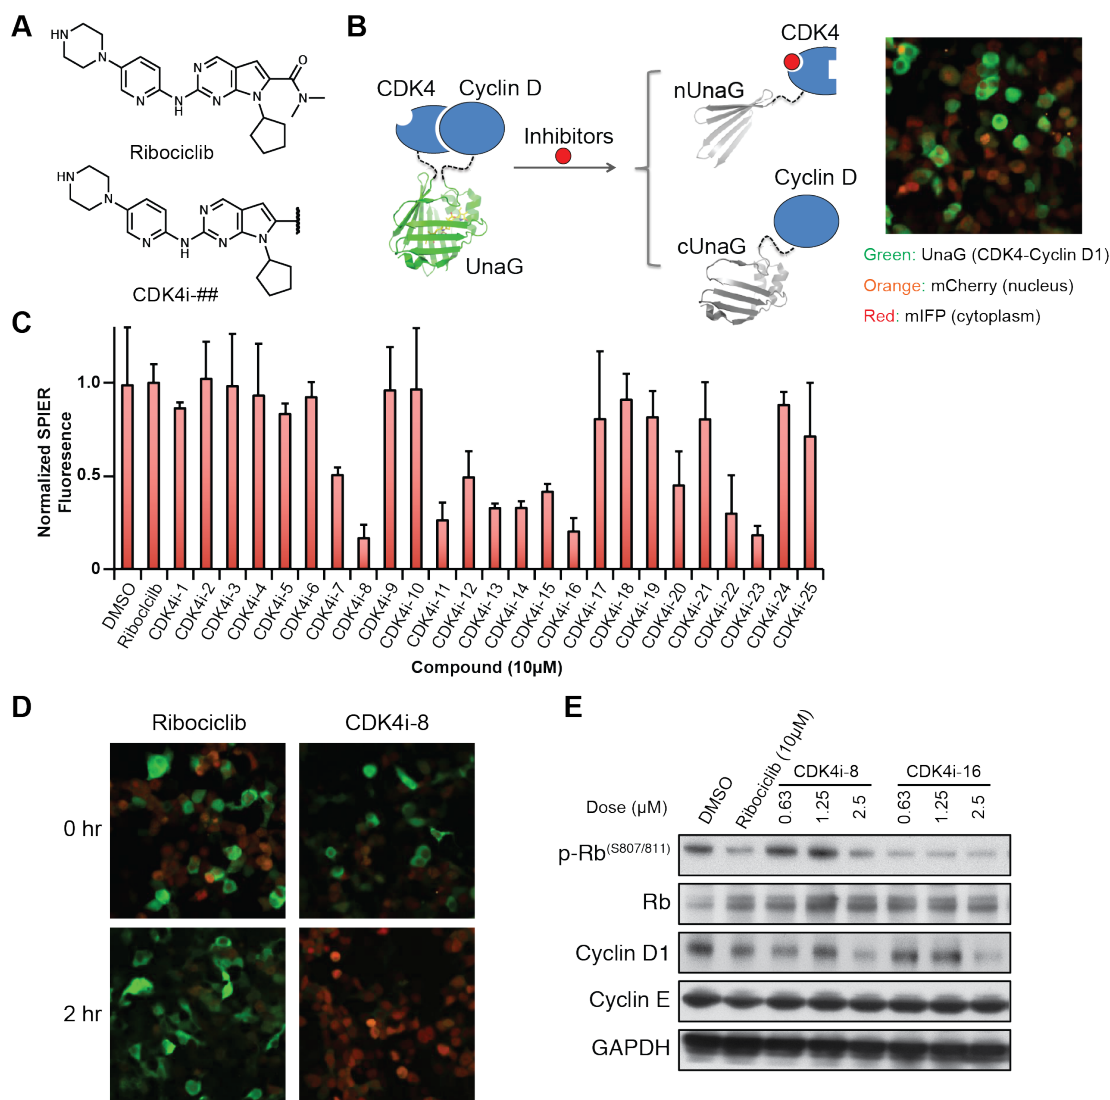 A
HN
N
N
NH
N
N
N
N
O
N
Ribociclib
HN
N
N
NH
N
N
N
CDK4i-##
B
CDK4
Cyclin D
UnaG
Inhibitors
nUnaG
CDK4
Cyclin D
cUnaG
Green: UnaG (CDK4-Cyclin D1)
Orange: mCherry (nucleus)
Red: mIFP (cytoplasm)
C
Normalized SPIER
Fluoresence
1.0
0.5
0
DMSO
Ribociclib
CDK4i-1
CDK4i-2
CDK4i-3
CDK4i-4
CDK4i-5
CDK4i-6
CDK4i-7
CDK4i-8
CDK4i-9
CDK4i-10
CDK4i-11
CDK4i-12
CDK4i-13
CDK4i-14
CDK4i-15
CDK4i-16
CDK4i-17
CDK4i-18
CDK4i-19
CDK4i-20
CDK4i-21
CDK4i-22
CDK4i-23
CDK4i-24
CDK4i-25
Compound (10µM)
D
Ribociclib
CDK4i-8
0 hr
2 hr
E
Dose (µM)
DMSO
Ribociclib (10µM)
CDK4i-8
0.63
1.25
2.5
CDK4i-16
0.63
1.25
2.5
p-Rb(S807/811)
Rb
Cyclin D1
Cyclin E
GAPDH